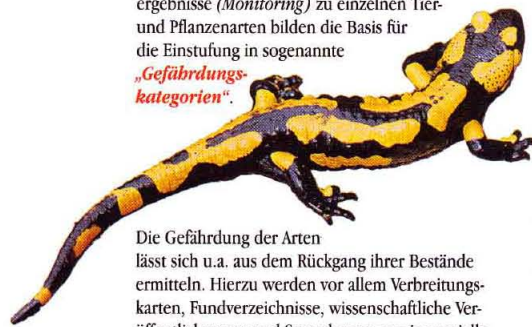 ergebnisse (Monitoring) zu einzelnen Tier-
und Pflanzenarten bilden die Basis für
die Einstufung in sogenannte
„Gefährdungs-
kategorien“.
Die Gefährdung der Arten
lässt sich u.a. aus dem Rückgang ihrer Bestände
ermitteln. Hierzu werden vor allem Verbreitungs-
karten, Fundverzeichnisse, wissenschaftliche Ver-